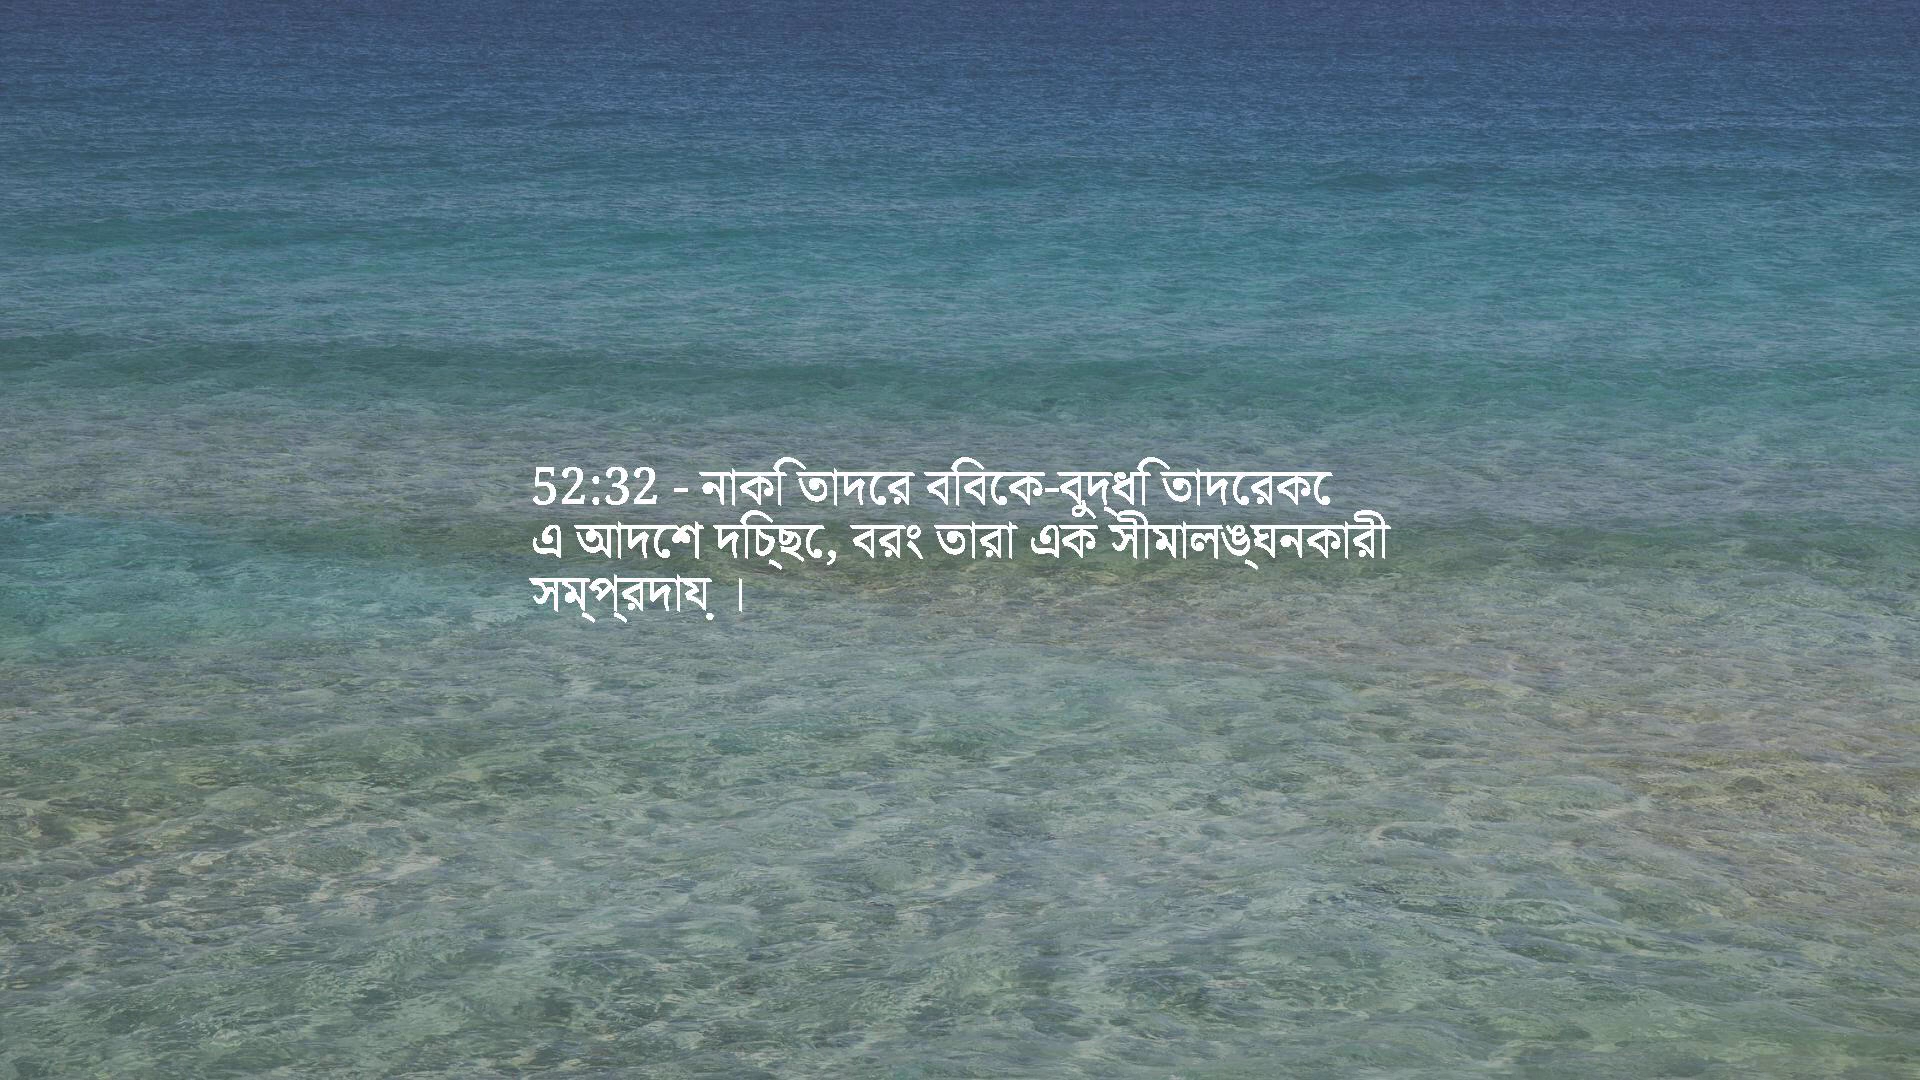 52:32 - নাকি তাদের বিবেক-বুদ্ধি তাদেরকে
এ আদেশ দিচ্ছে, বরং তারা এক সীমালঙ্ঘনকারী
সম্প্রদায় ।